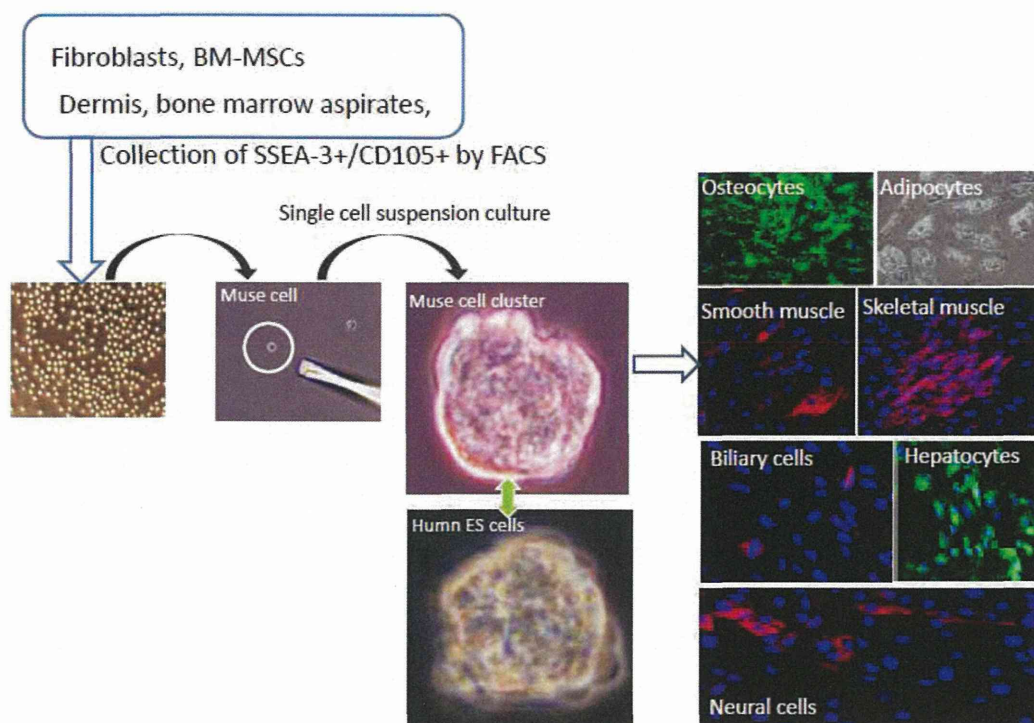 Fibroblasts, BM-MSCs
Dermis, bone marrow aspirates,
Collection of SSEA-3+/CD105+ by FACS
Single cell suspension culture
Muse cell
Muse cell cluster
Humn ES cells
Osteocytes
Adipocytes
Smooth muscle
Skeletal muscle
Biliary cells
Hepatocytes
Neural cells